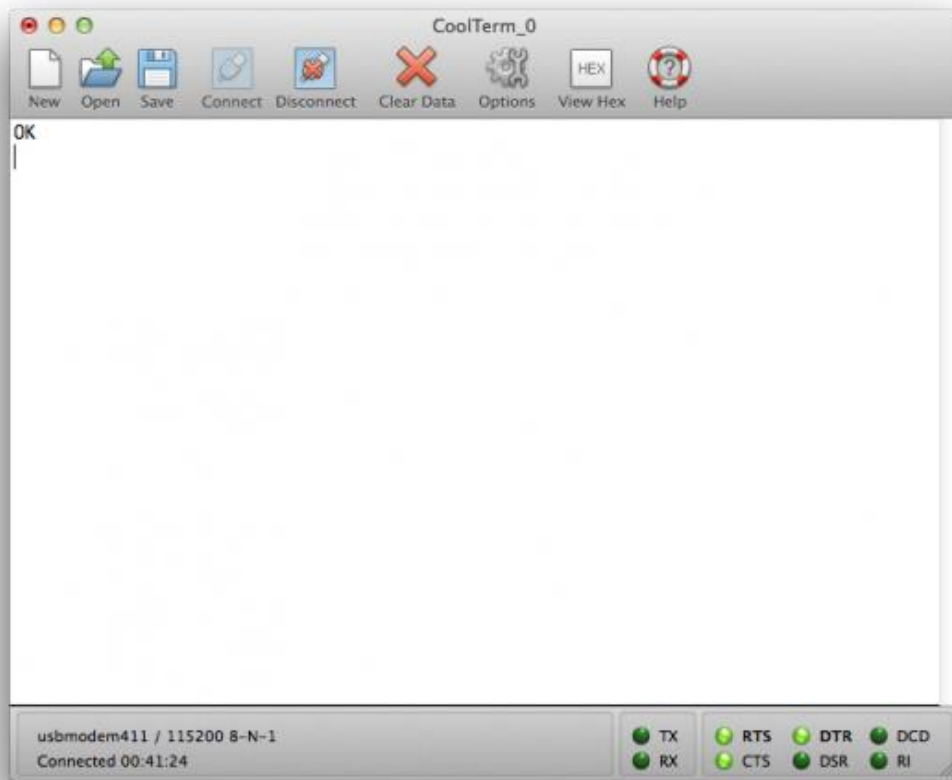 CoolTerm_0
New Open Save Connect Disconnect Clear Data Options HEX View Hex Help
OK
usbmodem411 / 115200 8-N-1
Connected 00:41:24
TX RTS DTR DCD
RX CTS DSR RI